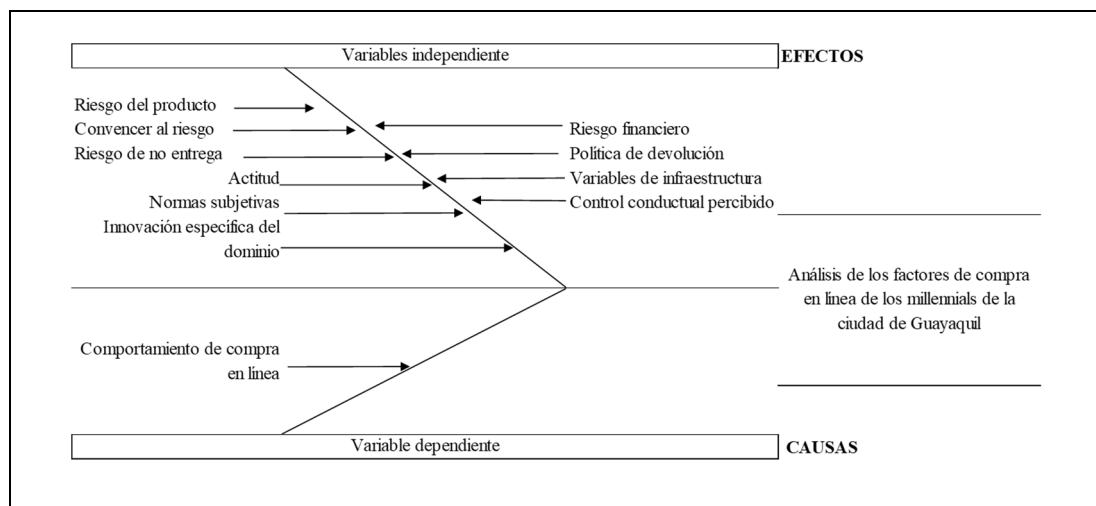 Variables independiente
EFECTOS
Riesgo del producto
Convencer al riesgo
Riesgo de no entrega
Actitud
Normas subjetivas
Innovación específica del
dominio
Riesgo financiero
Política de devolución
Variables de infraestructura
Control conductual percibido
Análisis de los factores de compra
en línea de los millennials de la
ciudad de Guayaquil
Comportamiento de compra
en línea
Variable dependiente
CAUSAS